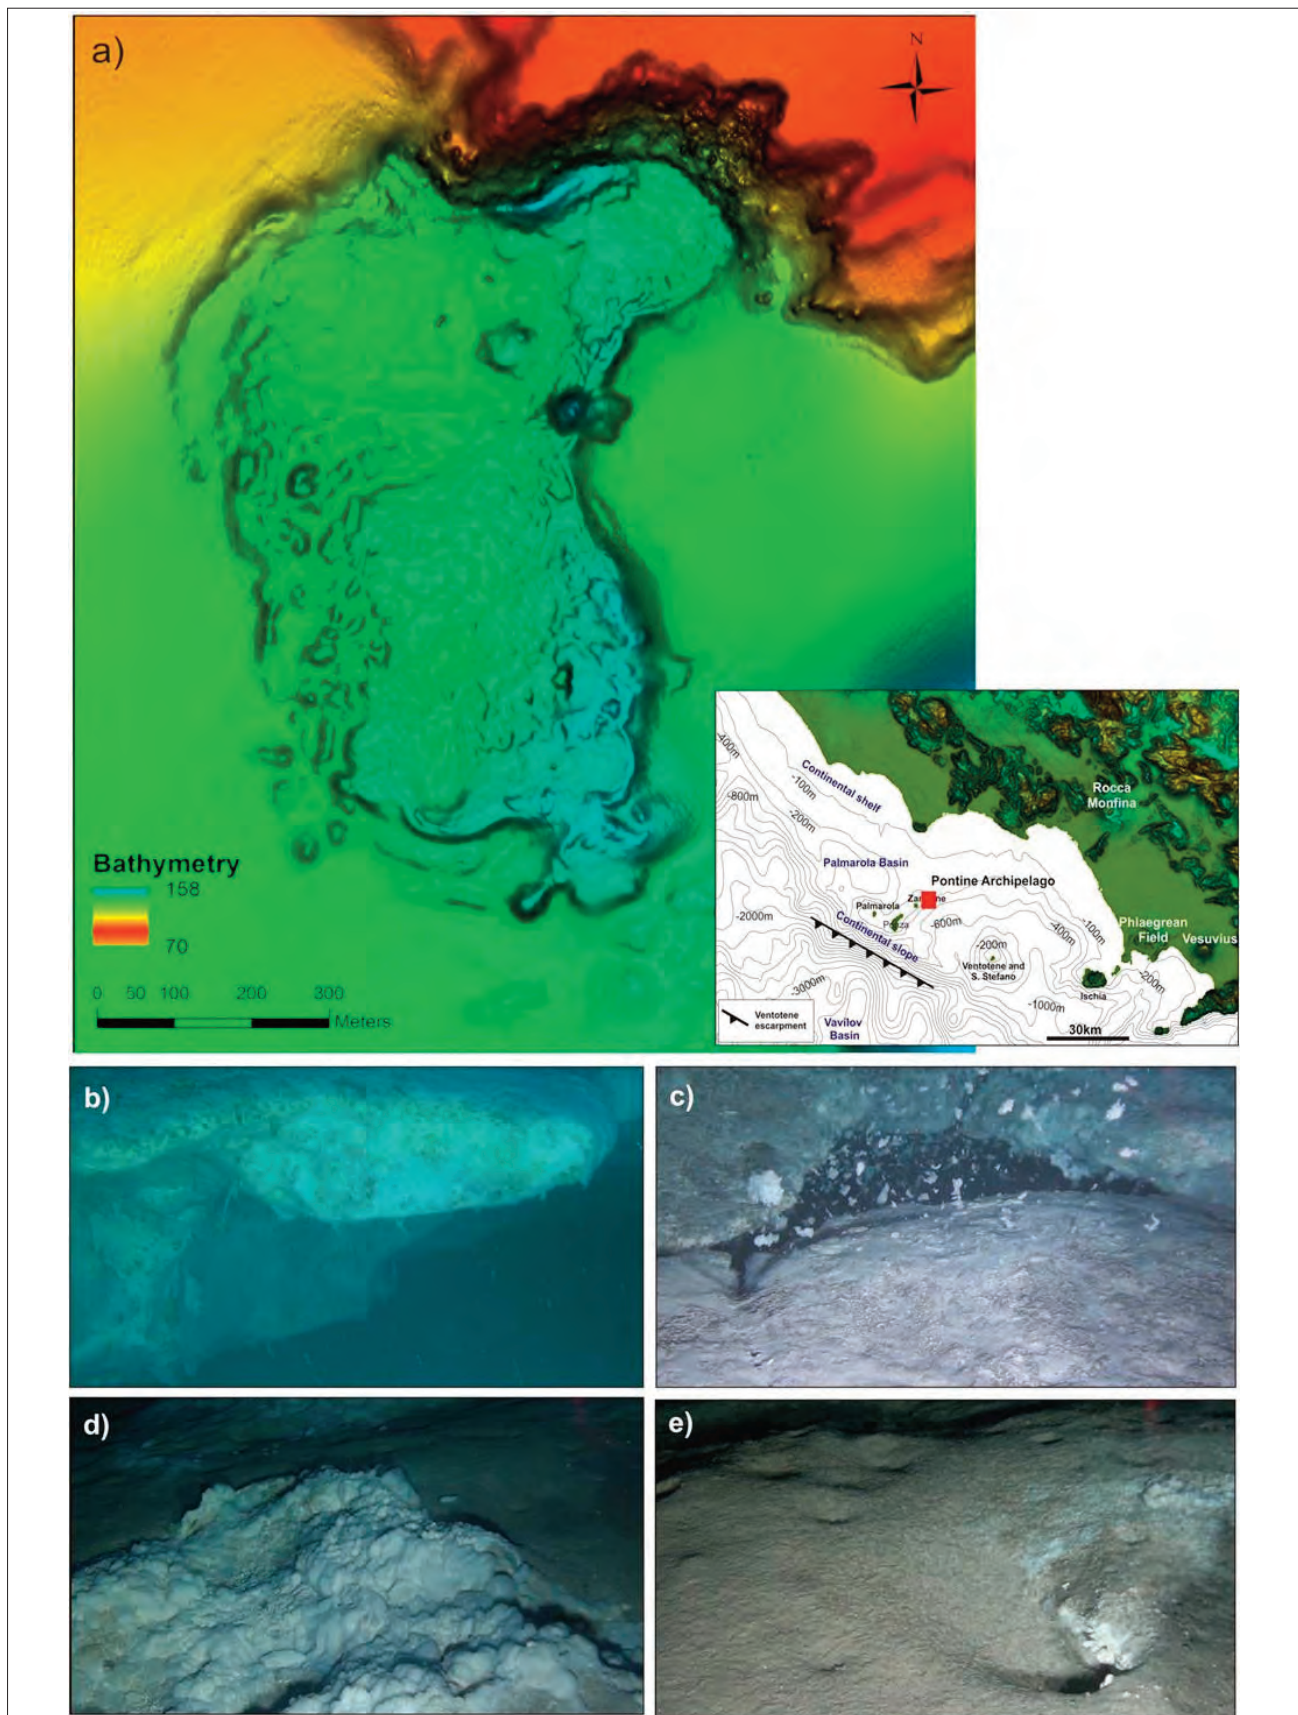 a)
N
Bathymetry
158
70
0 50 100 300
Meters
-400m
-800m
Continental shelf
-100m
-200m
Rocca
Monfina
Palmarola Basin
Pontine Archipelago
Palmarola
-2000m
-600m
-400m
-100m
Continental slope
-200m
Phlaegrean
Field
Vesuvius
Ventotene and
S. Stefano
-3000m
-1000m
Ischia
-200m
Ventotene
escarpment
Vavilov
Basin
30km
b)
c)
d)
e)